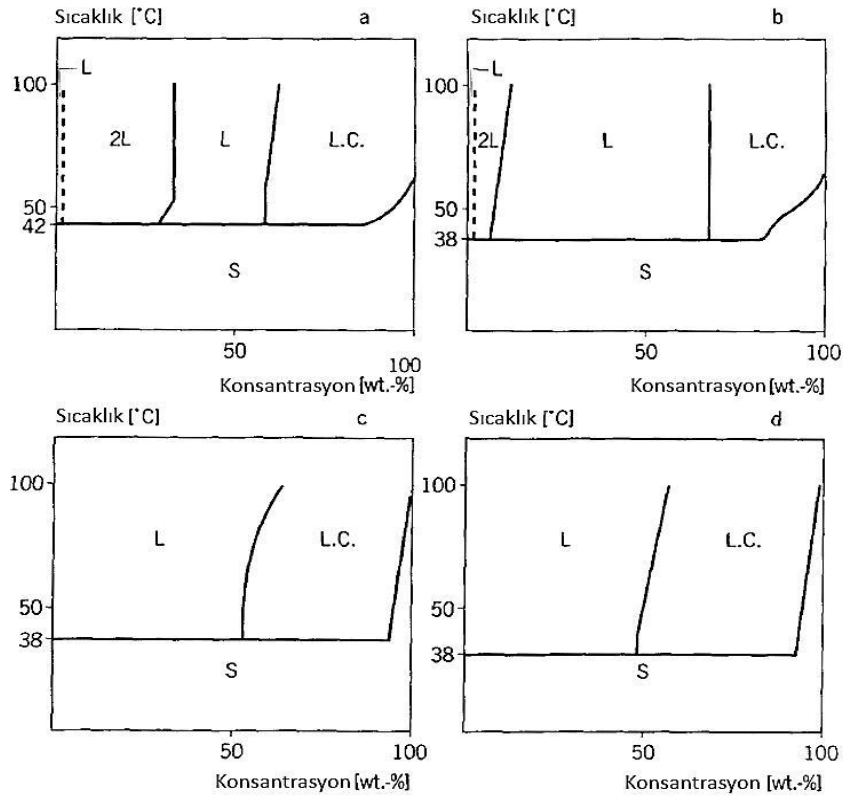 Sıcaklık [°C] a
L
100
2L L L.C.
50
42
S
50 100
Konsantrasyon [wt.-%]
Sıcaklık [°C] b
L
100
2L L L.C.
50
38
S
50 100
Konsantrasyon [wt.-%]
Sıcaklık [°C] c
100
L L.C.
50
38
S
50 100
Konsantrasyon [wt.-%]
Sıcaklık [°C] d
100
L L.C.
50
38
S
50 100
Konsantrasyon [wt.-%]